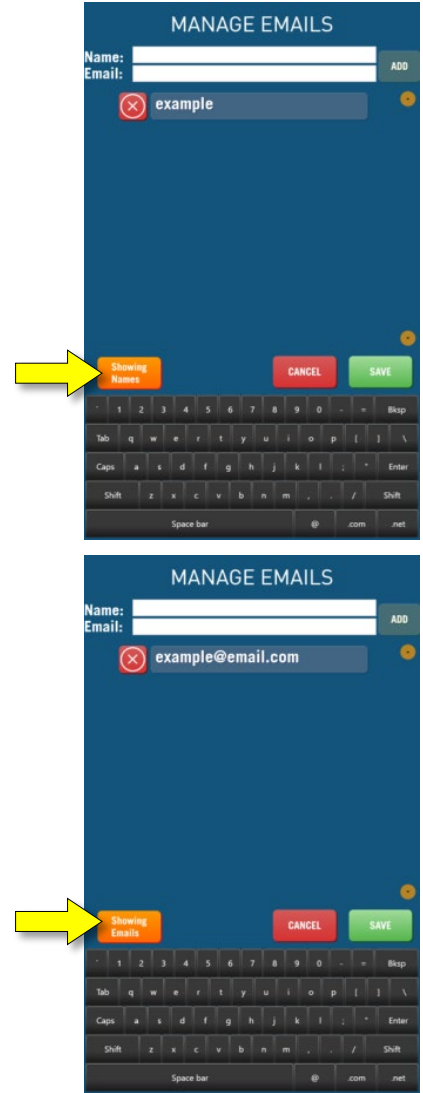 MANAGE EMAILS
Name:
Email:
ADD
example
Showing
Names
CANCEL
SAVE
` 1 2 3 4 5 6 7 8 9 0 - = Bksp
Tab q w e r t y u i o p [ ] \
Caps a s d f g h j k l ; ' Enter
Shift z x c v b n m , . / Shift
Space bar @ .com .net
MANAGE EMAILS
Name:
Email:
ADD
example@email.com
Showing
Emails
CANCEL
SAVE
` 1 2 3 4 5 6 7 8 9 0 - = Bksp
Tab q w e r t y u i o p [ ] \
Caps a s d f g h j k l ; ' Enter
Shift z x c v b n m , . / Shift
Space bar @ .com .net